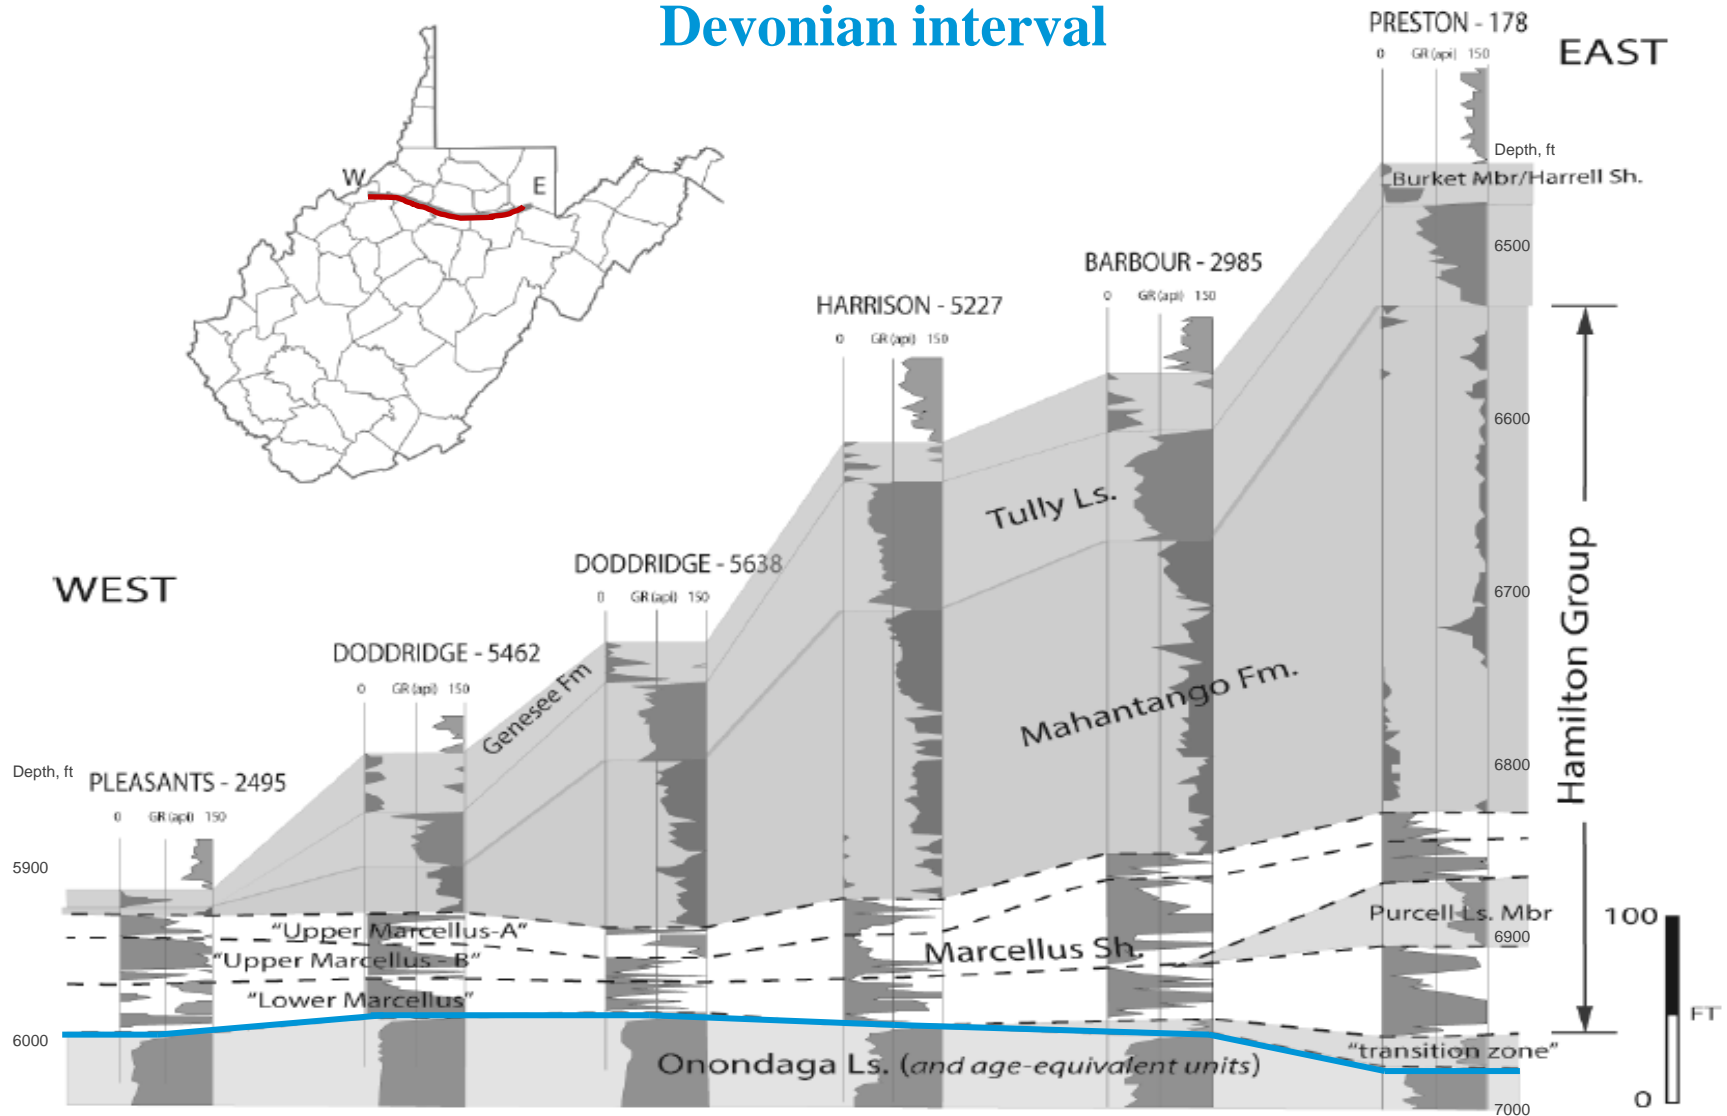 Devonian interval
PRESTON - 178
0 GR (api) 150
EAST
W
E
Depth, ft
Burket Mbr/Harrell Sh.
6500
BARBOUR - 2985
0 GR (api) 150
HARRISON - 5227
0 GR (api) 150
6600
Tully Ls.
WEST
DODDRIDGE - 5638
0 GR (api) 150
6700
Hamilton Group
DODDRIDGE - 5462
0 GR (api) 150
Genesee Fm
Mahantango Fm.
Depth, ft
6800
PLEASANTS - 2495
0 GR (api) 150
5900
Purcell Ls. Mbr
100
"Upper Marcellus-A"
6900
Marcellus Sh.
"Upper Marcellus - B"
"Lower Marcellus"
FT
6000
"transition zone"
Onondaga Ls. (and age-equivalent units)
0
7000